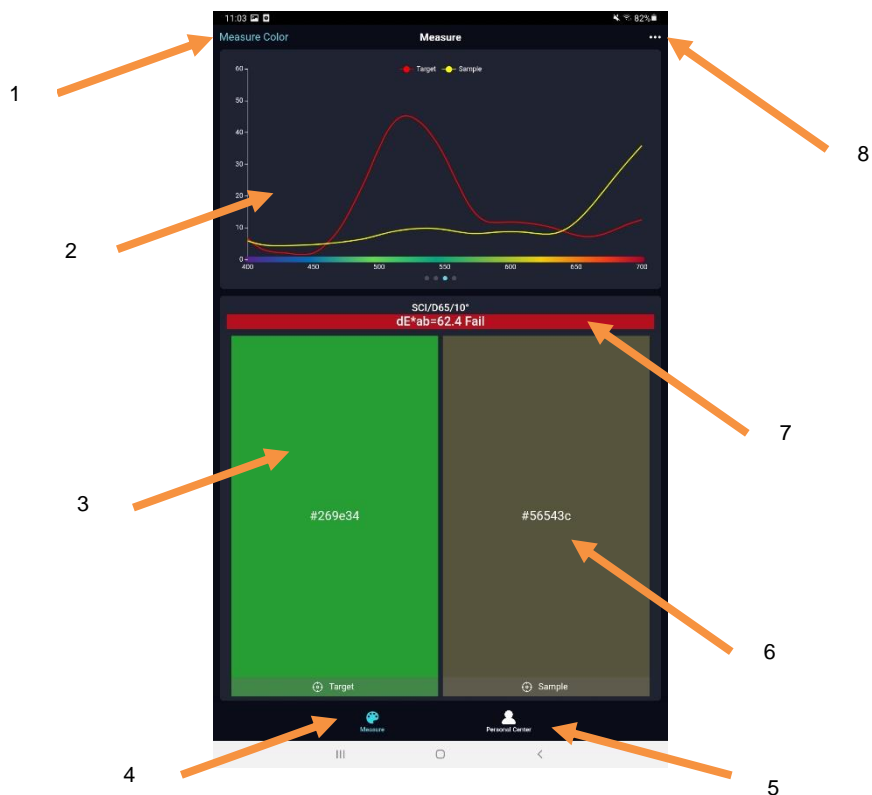 11:03 82%
Measure Color Measure ...
1
60
Target Sample
50
40
8
30
20
2
10
0
400 450 500 550 600 650 700
SCI/D65/10°
dE*ab=62.4 Fail
7
3
#269e34 #56543c
6
Target Sample
Measure Personal Center
4
5